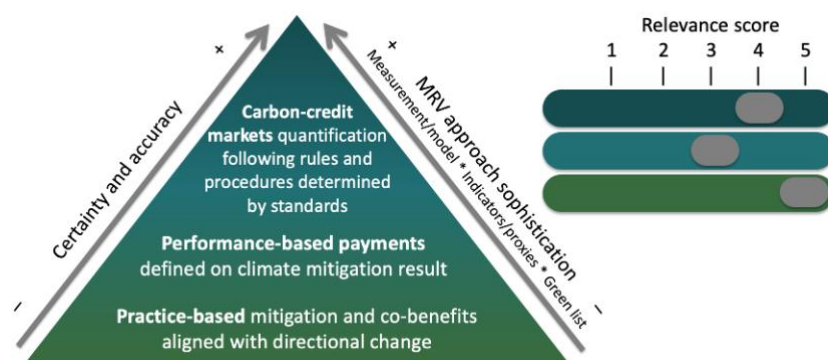 Relevance score
1 2 3 4 5
+
+
Certainty and accuracy
MRV approach sophistication
Measurement/model * Indicators/proxies * Green list
Carbon-credit
markets quantification
following rules and
procedures determined
by standards
Performance-based payments
defined on climate mitigation result
Practice-based mitigation and co-benefits
aligned with directional change
–
–